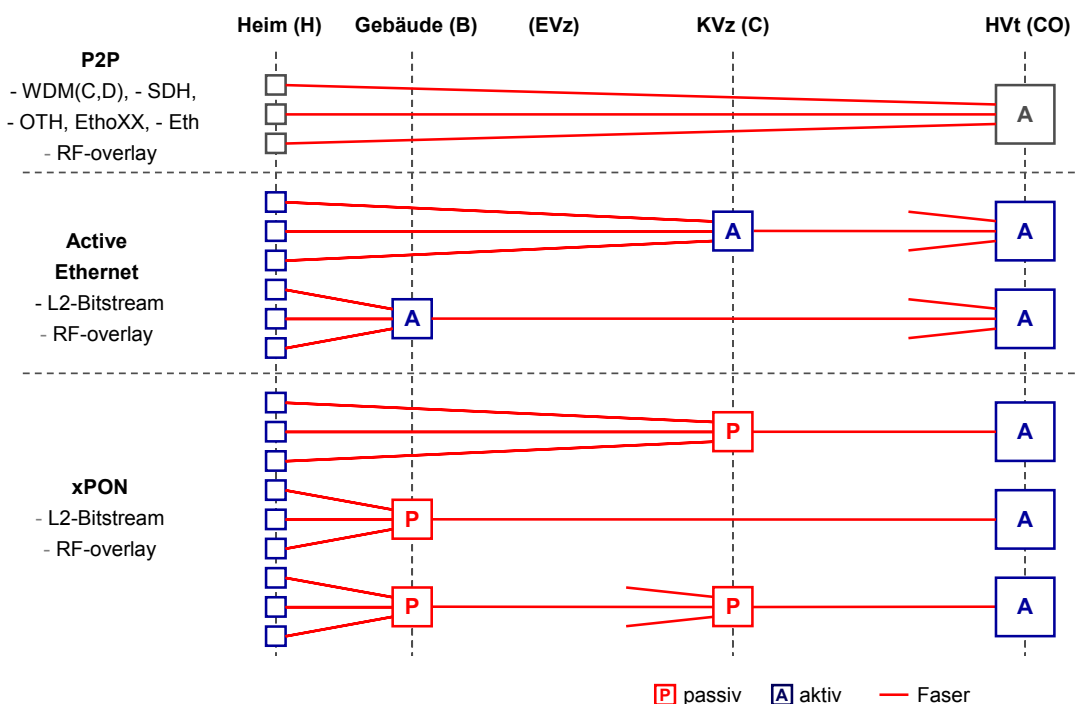 Heim (H) Gebäude (B) (EVz) KVz (C) HVt (CO)
P2P
- WDM(C,D), - SDH,
- OTH, EthoXX, - Eth
- RF-overlay
A
Active
Ethernet
- L2-Bitstream
- RF-overlay
A A
A A
xPON
- L2-Bitstream
- RF-overlay
P A
P A
P P A
P passiv A aktiv Faser